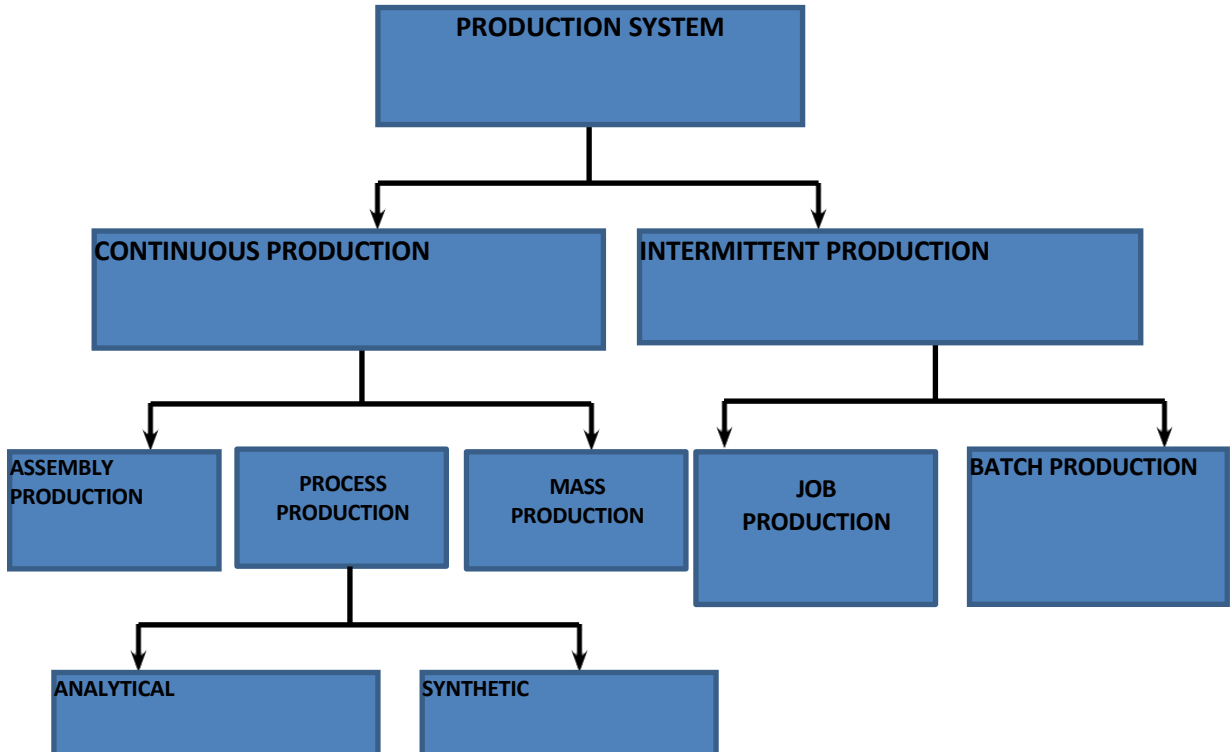 PRODUCTION SYSTEM
CONTINUOUS PRODUCTION
INTERMITTENT PRODUCTION
ASSEMBLY
PRODUCTION
PROCESS
PRODUCTION
MASS
PRODUCTION
JOB
PRODUCTION
BATCH PRODUCTION
ANALYTICAL
SYNTHETIC